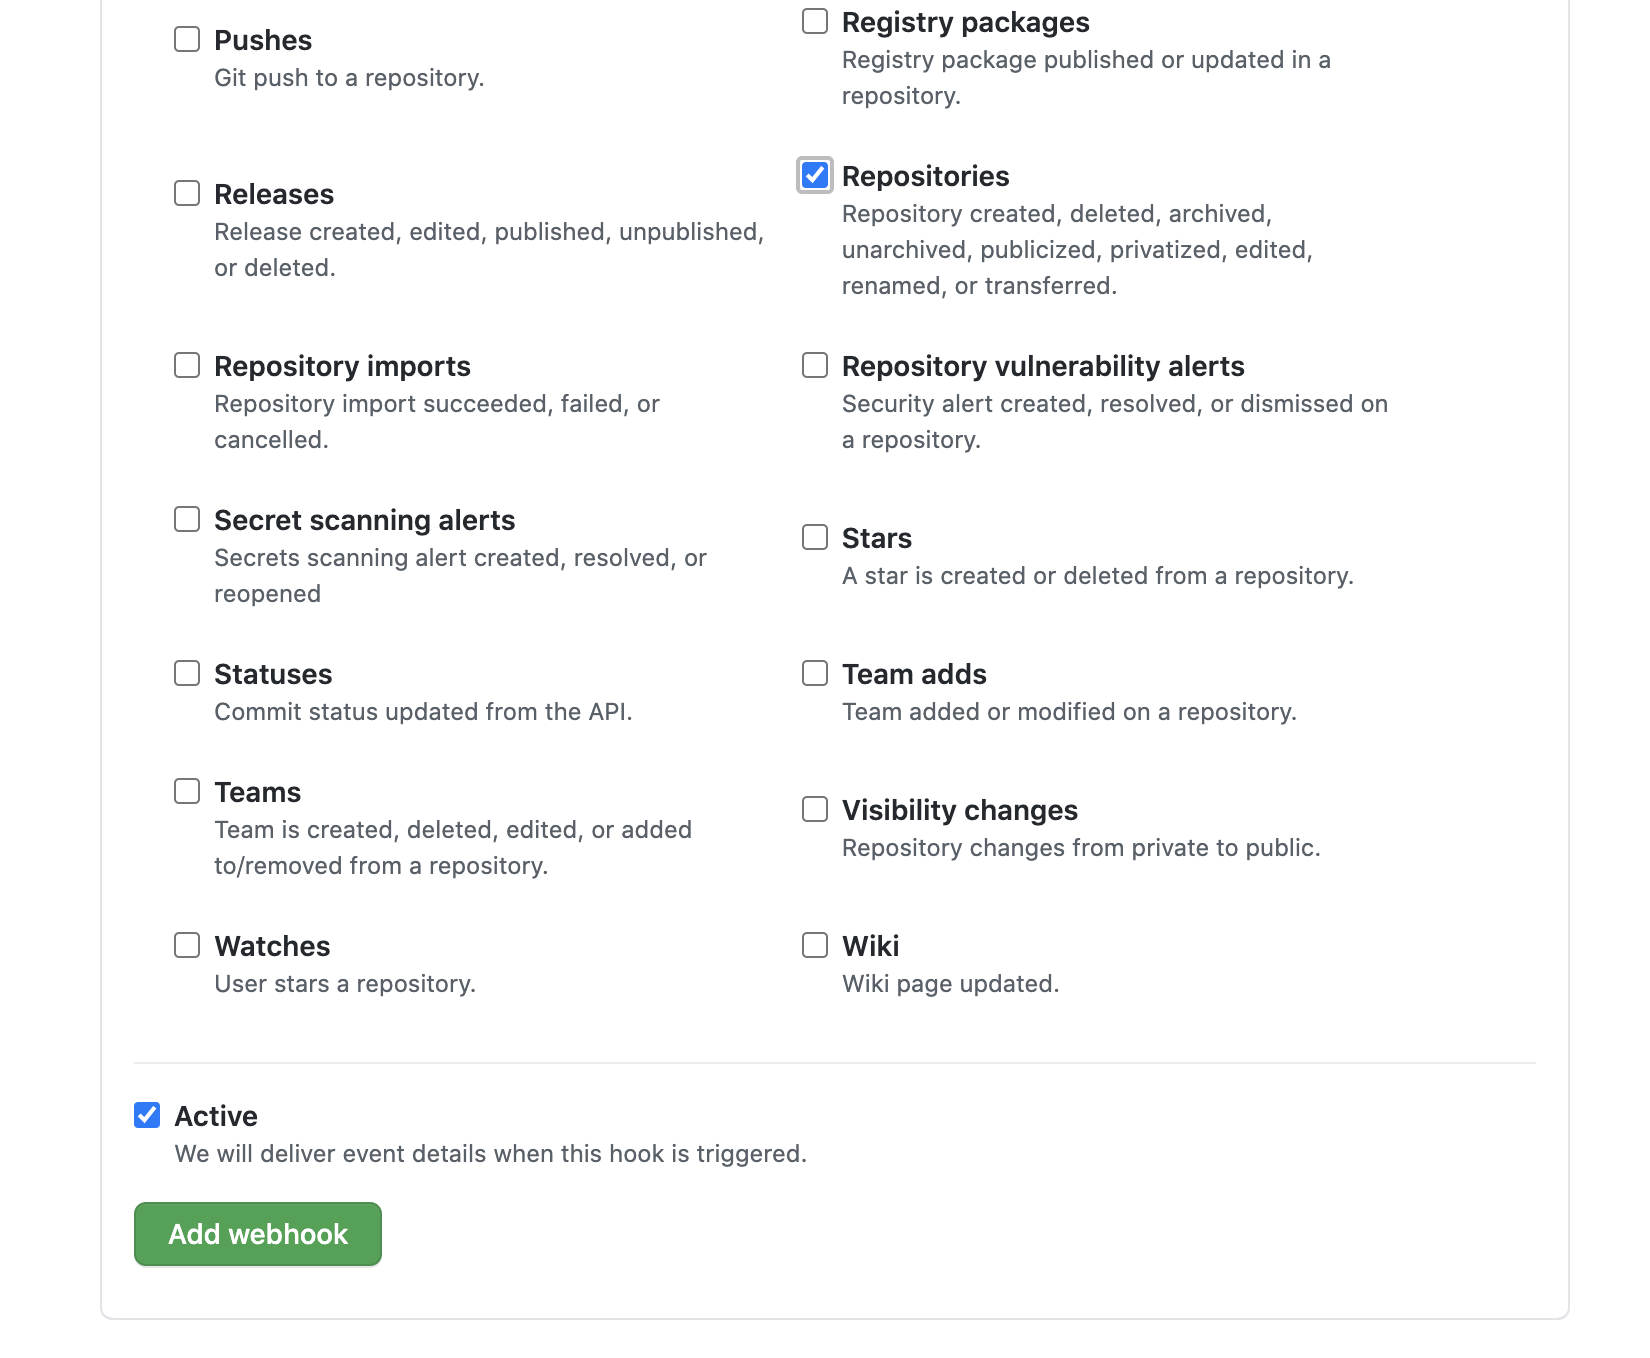 Pushes
Git push to a repository.
Registry packages
Registry package published or updated in a
repository.
Releases
Release created, edited, published, unpublished,
or deleted.
Repositories
Repository created, deleted, archived,
unarchived, publicized, privatized, edited,
renamed, or transferred.
Repository imports
Repository import succeeded, failed, or
cancelled.
Repository vulnerability alerts
Security alert created, resolved, or dismissed on
a repository.
Secret scanning alerts
Secrets scanning alert created, resolved, or
reopened
Stars
A star is created or deleted from a repository.
Statuses
Commit status updated from the API.
Team adds
Team added or modified on a repository.
Teams
Team is created, deleted, edited, or added
to/removed from a repository.
Visibility changes
Repository changes from private to public.
Watches
User stars a repository.
Wiki
Wiki page updated.
Active
We will deliver event details when this hook is triggered.
Add webhook